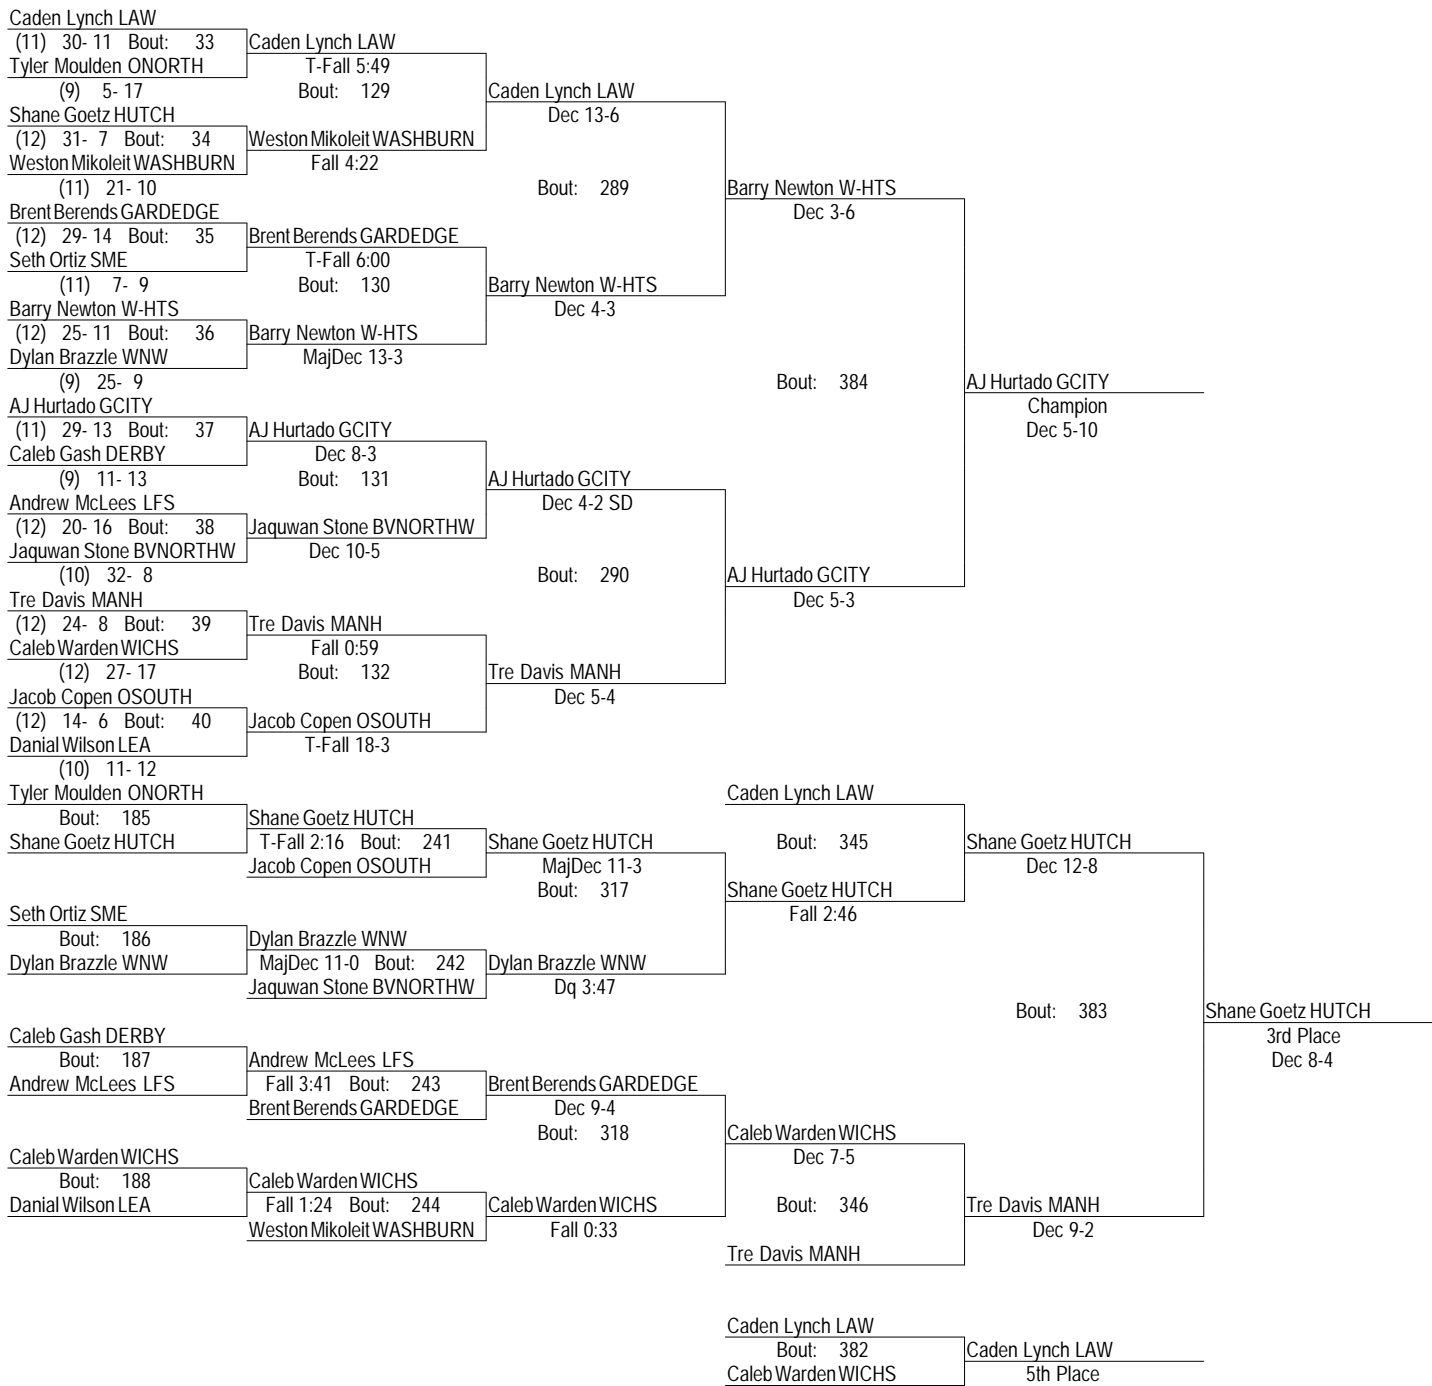 Caden Lynch LAW
(11) 30- 11 Bout: 33 Caden Lynch LAW
Tyler Moulden ONORTH T-Fall 5:49
(9) 5- 17 Bout: 129 Caden Lynch LAW
Shane Goetz HUTCH Dec 13-6
(12) 31- 7 Bout: 34 Weston Mikoleit WASHBURN
Weston Mikoleit WASHBURN Fall 4:22
(11) 21- 10 Bout: 289 Barry Newton W-HTS
Brent Berends GARDEDGE Dec 3-6
(12) 29- 14 Bout: 35 Brent Berends GARDEDGE
Seth Ortiz SME T-Fall 6:00
(11) 7- 9 Bout: 130 Barry Newton W-HTS
Barry Newton W-HTS Dec 4-3
(12) 25- 11 Bout: 36 Barry Newton W-HTS
Dylan Brazzle WNW MajDec 13-3
(9) 25- 9 Bout: 384 AJ Hurtado GCITY
AJ Hurtado GCITY Champion
(11) 29- 13 Bout: 37 AJ Hurtado GCITY Dec 5-10
Caleb Gash DERBY Dec 8-3
(9) 11- 13 Bout: 131 AJ Hurtado GCITY
Andrew McLees LFS Dec 4-2 SD
(12) 20- 16 Bout: 38 Jaquwan Stone BVNORTHW
Jaquwan Stone BVNORTHW Dec 10-5
(10) 32- 8 Bout: 290 AJ Hurtado GCITY
Tre Davis MANH Dec 5-3
(12) 24- 8 Bout: 39 Tre Davis MANH
Caleb Warden WICHS Fall 0:59
(12) 27- 17 Bout: 132 Tre Davis MANH
Jacob Copen OSOUTH Dec 5-4
(12) 14- 6 Bout: 40 Jacob Copen OSOUTH
Danial Wilson LEA T-Fall 18-3
(10) 11- 12
Tyler Moulden ONORTH Caden Lynch LAW
Bout: 185 Shane Goetz HUTCH
Shane Goetz HUTCH T-Fall 2:16 Bout: 241 Shane Goetz HUTCH Bout: 345 Shane Goetz HUTCH
Jacob Copen OSOUTH MajDec 11-3 Dec 12-8
Bout: 317 Shane Goetz HUTCH
Seth Ortiz SME Fall 2:46
Bout: 186 Dylan Brazzle WNW
Dylan Brazzle WNW MajDec 11-0 Bout: 242 Dylan Brazzle WNW
Jaquwan Stone BVNORTHW Dq 3:47
Bout: 383 Shane Goetz HUTCH
Caleb Gash DERBY 3rd Place
Bout: 187 Andrew McLees LFS Dec 8-4
Andrew McLees LFS Fall 3:41 Bout: 243 Brent Berends GARDEDGE
Brent Berends GARDEDGE Dec 9-4
Bout: 318 Caleb Warden WICHS
Caleb Warden WICHS Dec 7-5
Bout: 188 Caleb Warden WICHS
Danial Wilson LEA Fall 1:24 Bout: 244 Caleb Warden WICHS Bout: 346 Tre Davis MANH
Weston Mikoleit WASHBURN Fall 0:33 Dec 9-2
Tre Davis MANH
Caden Lynch LAW
Bout: 382 Caden Lynch LAW
Caleb Warden WICHS 5th Place